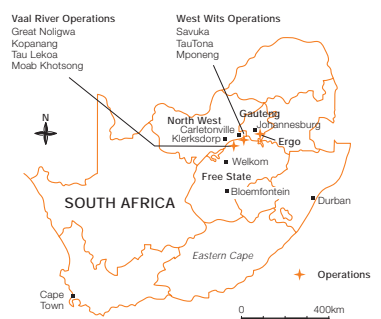 Vaal River Operations
Great Noligwa
Kopanang
Tau Lekoa
Moab Khotsong
West Wits Operations
Savuka
TauTona
Mponeng
N
North West
Gauteng
Carletonville
Johannesburg
Klerksdorp
Ergo
Welkom
Free State
SOUTH AFRICA
Bloemfontein
Durban
Eastern Cape
Operations
Cape
Town
0
400km